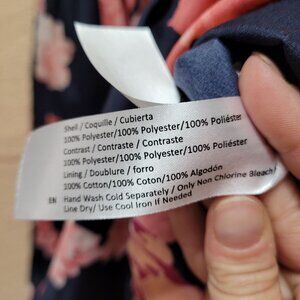 Shell / Coquille / Cubierta
100% Polyester/100% Polyester/100% Poliéster
Contrast / Contraste / Contraste
100% Polyester/100% Polyester/100% Poliéster
Lining / Doublure / forro
100% Cotton/100% Coton/100% Algodón
EN Hand Wash Cold Separately / Only Non Chlorine Bleach/
Line Dry/ Use Cool Iron If Needed